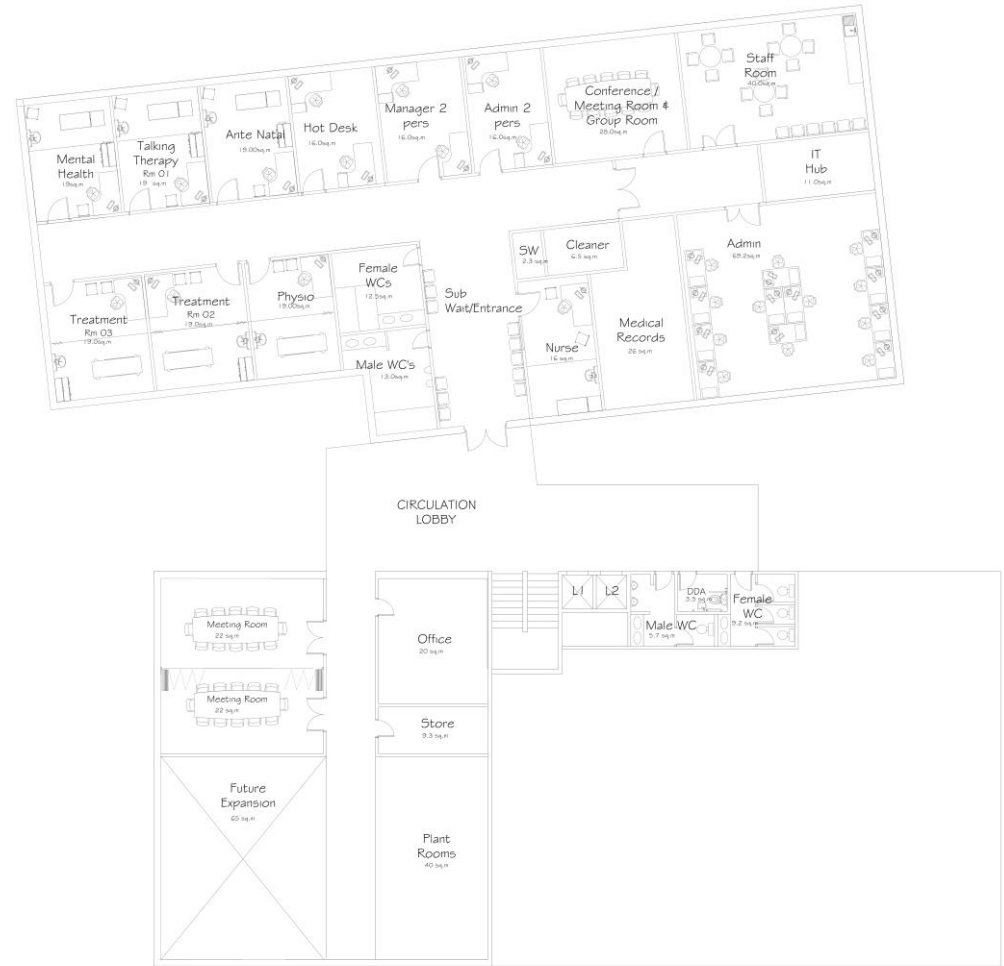 Staff
Room
40.0sq.m
Conference /
Meeting Room &
Group Room
28.0sq.m
Admin 2
pers
16.0sq.m
Manager 2
pers
16.0sq.m
Hot Desk
16.0sq.m
Ante Natal
19.00sq.m
Talking
Therapy
Rm 01
19 sq.m
Mental
Health
19sq.m
IT
Hub
11.0sq.m
Admin
69.2sq.m
Cleaner
6.5 sq.m
SW
2.3 sq.m
Female
WCs
12.5sq.m
Sub
Wait/Entrance
Physio
19.00sq.m
Treatment
Rm 02
19.0sq.m
Treatment
Rm 03
19.0sq.m
Medical
Records
26 sq.m
Nurse
16 sq.m
Male WC's
13.0sq.m
CIRCULATION
LOBBY
L1
L2
DDA
3.3 sq.m
Female
WC
9.2 sq.m
Male WC
5.7 sq.m
Meeting Room
22 sq.m
Office
20 sq.m
Meeting Room
22 sq.m
Store
9.3 sq.m
Future
Expansion
65 sq.m
Plant
Rooms
40 sq.m